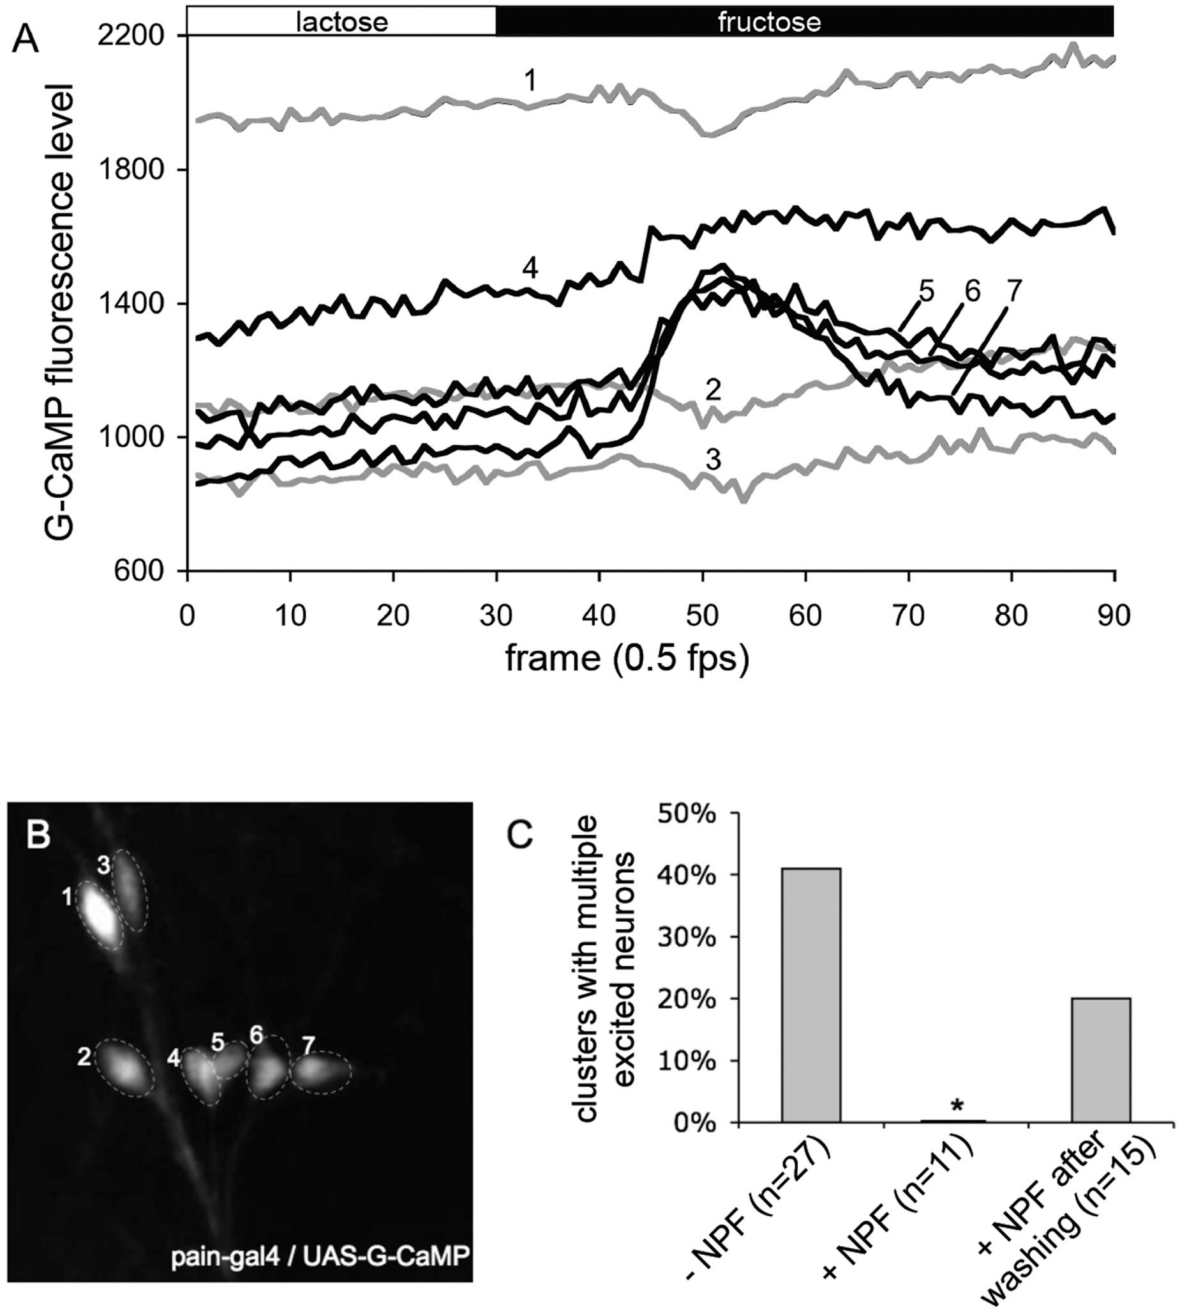 A
lactose
fructose
G-CaMP fluorescence level
2200
1800
1400
1000
600
1
4
5 6 7
2
3
0 10 20 30 40 50 60 70 80 90
frame (0.5 fps)
B
3
1
2
4
5
6
7
pain-gal4 / UAS-G-CaMP
C
clusters with multiple
excited neurons
50%
40%
30%
20%
10%
0%
*
- NPF (n=27)
+ NPF (n=11)
+ NPF after
washing (n=15)